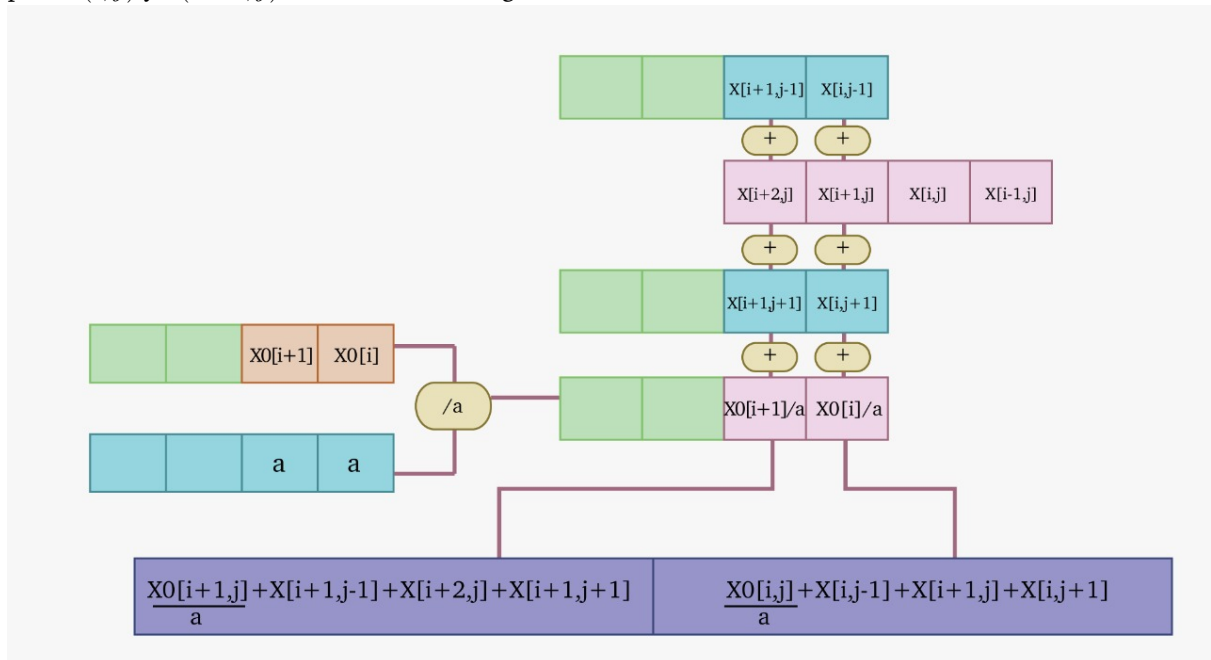 X[i+1,j-1] X[i,j-1]
+ +
X[i+2,j] X[i+1,j] X[i,j] X[i-1,j]
+ +
X[i+1,j+1] X[i,j+1]
X0[i+1] X0[i]
+ +
/a
X0[i+1]/a X0[i]/a
a a
X0[i+1,j]+X[i+1,j-1]+X[i+2,j]+X[i+1,j+1]
a
X0[i,j]+X[i,j-1]+X[i+1,j]+X[i,j+1]
a